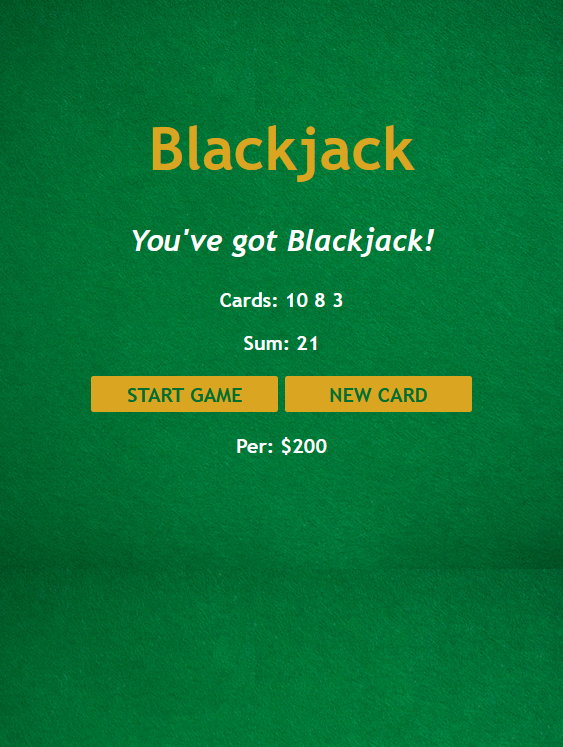 Blackjack
You've got Blackjack!
Cards: 10 8 3
Sum: 21
START GAME NEW CARD
Per: $200